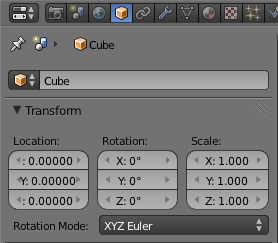 Cube
Cube
Transform
Location: Rotation: Scale:
: 0.00000 X: 0° X: 1.000
Y: 0.00000 Y: 0° Y: 1.000
: 0.00000 Z: 0° Z: 1.000
Rotation Mode: XYZ Euler